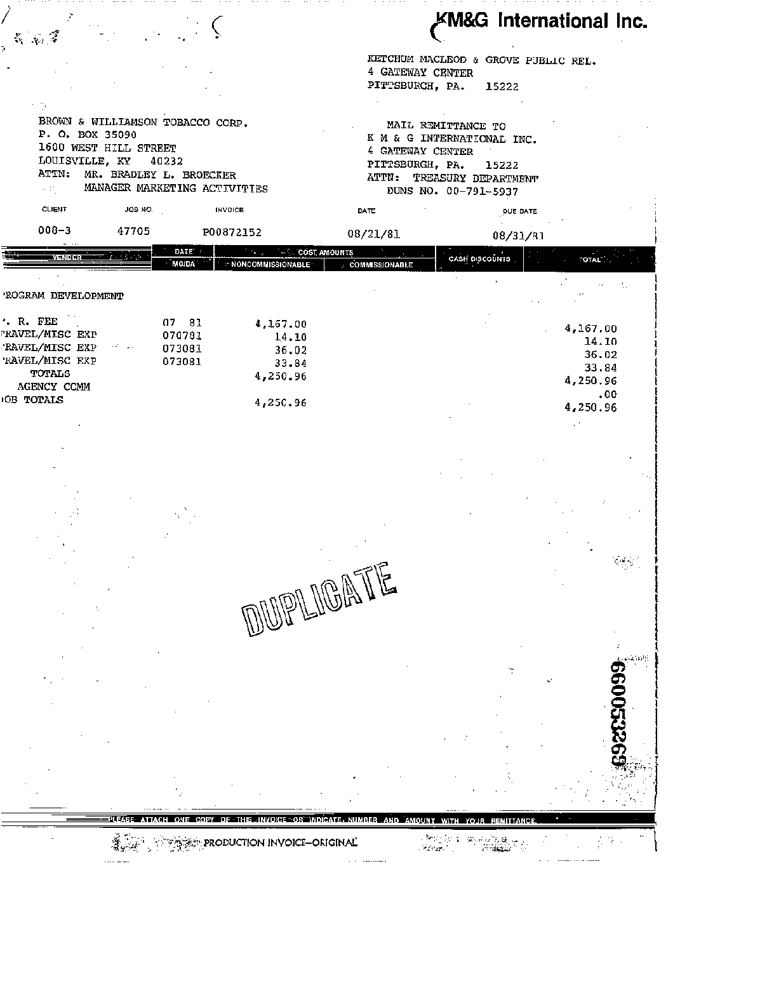 KM&G International Inc.
KETCHUM MACLEOD & GROVE PUBLIC REL.
4 GATEWAY CENTER
PITTSBURGH, PA. 15222
BROWN & WILLIAMSON TOBACCO CORP.
P. O. BOX 35090
1600 WEST HILL STREET
LOUISVILLE, KY 40232
ATTN: MR. BRADLEY L. BROECKER
MANAGER MARKETING ACTIVITIES
MAIL REMITTANCE TO
K M & G INTERNATIONAL INC.
4 GATEWAY CENTER
PITTSBURGH, PA. 15222
ATTN: TREASURY DEPARTMENT
DUNS NO. 00-791-5937
CLIENT JOB NO. INVOICE DATE DUE DATE
008-3 47705 P00872152 08/21/81 08/31/81
VENDOR DATE COST AMOUNTS CASH DISCOUNTS TOTAL
MO/DA NONCOMMISSIONABLE COMMISSIONABLE
ROGRAM DEVELOPMENT
. R. FEE 07 81 4,167.00 4,167.00
RAVEL/MISC EXP 070781 14.10 14.10
RAVEL/MISC EXP 073081 36.02 36.02
RAVEL/MISC EXP 073081 33.84 33.84
TOTALS 4,250.96 4,250.96
AGENCY COMM .00
OB TOTALS 4,250.96 4,250.96
DUPLICATE
660053269
PLEASE ATTACH ONE COPY OF THIS INVOICE OR INDICATE NUMBER AND AMOUNT WITH YOUR REMITTANCE.
PRODUCTION INVOICE—ORIGINAL